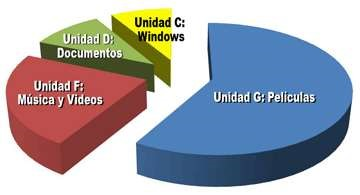 Unidad C:
Windows
Unidad D:
Documentos
Unidad F:
Música y Videos
Unidad G: Películas